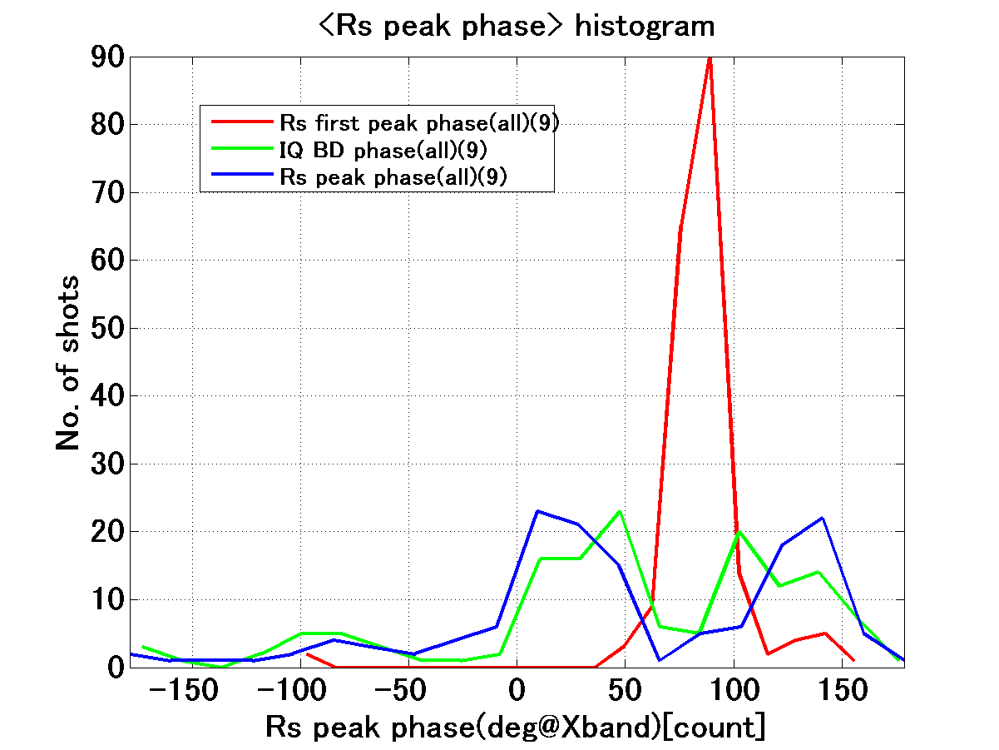 <Rs peak phase> histogram
90
80
70
60
50
40
30
20
10
0
Rs first peak phase(all)(9)
IQ BD phase(all)(9)
Rs peak phase(all)(9)
No. of shots
−150 −100 −50 0 50 100 150
Rs peak phase(deg@Xband)[count]